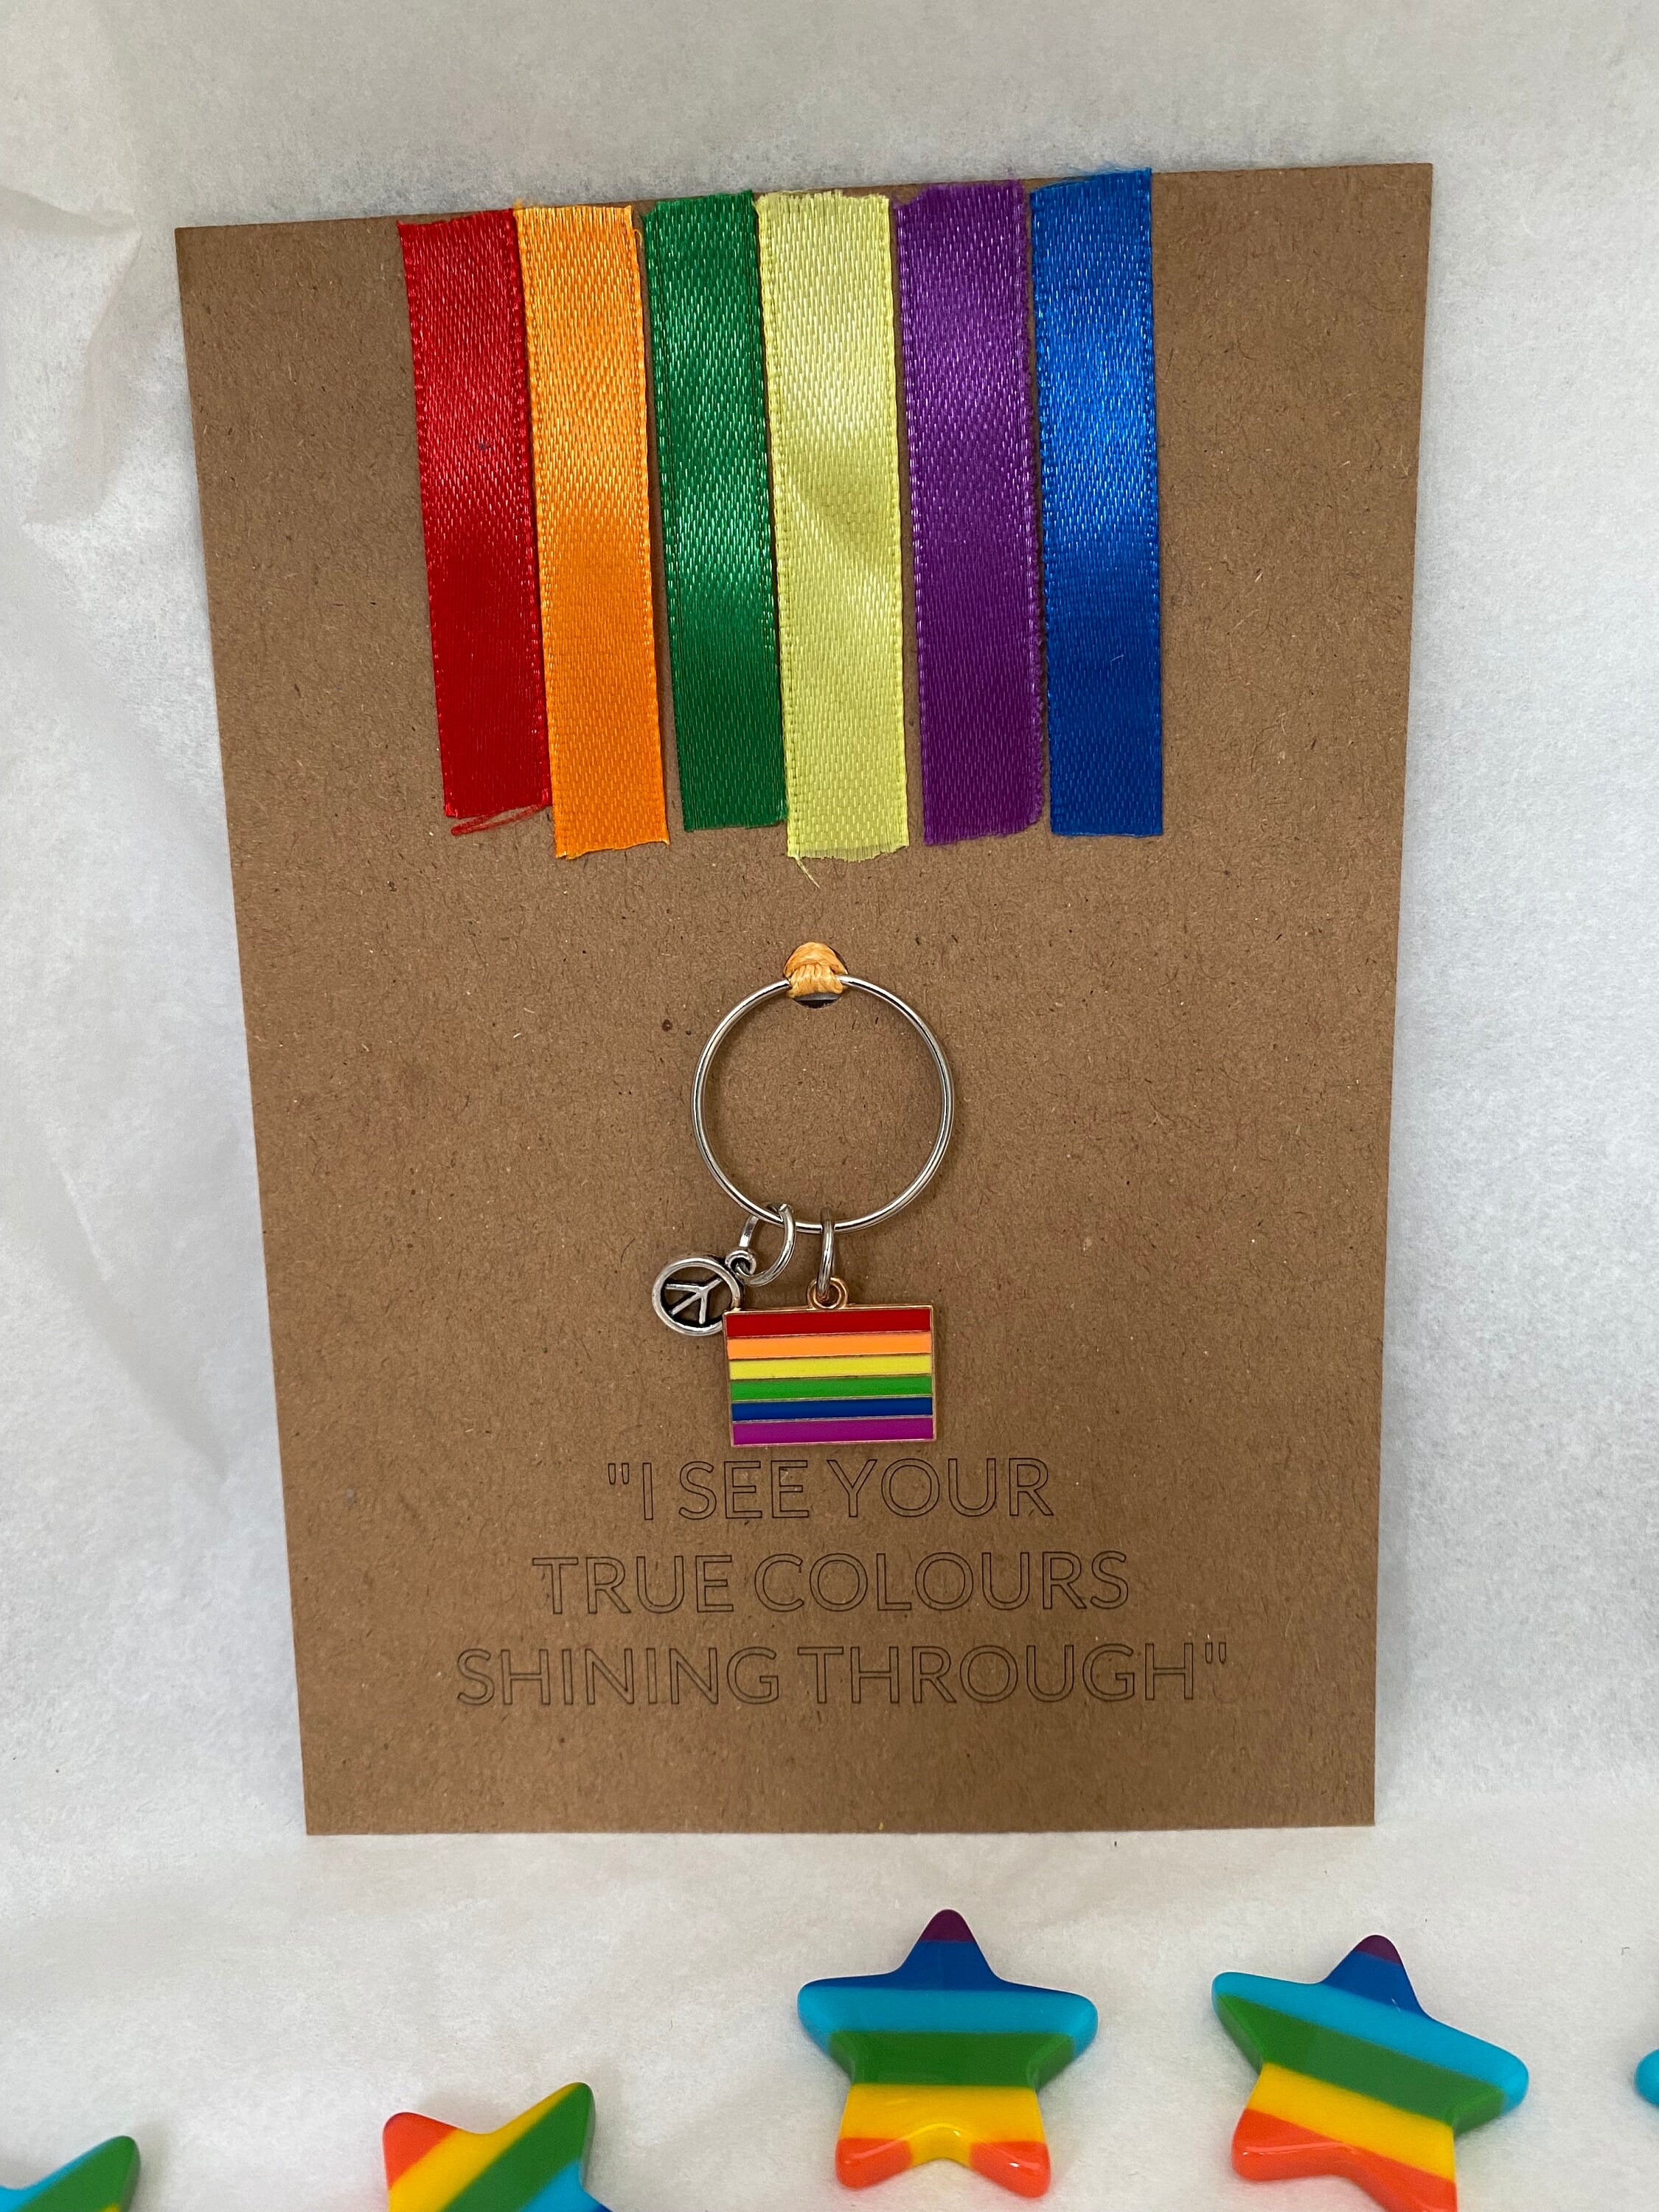 "I SEE YOUR
TRUE COLOURS
SHINING THROUGH"